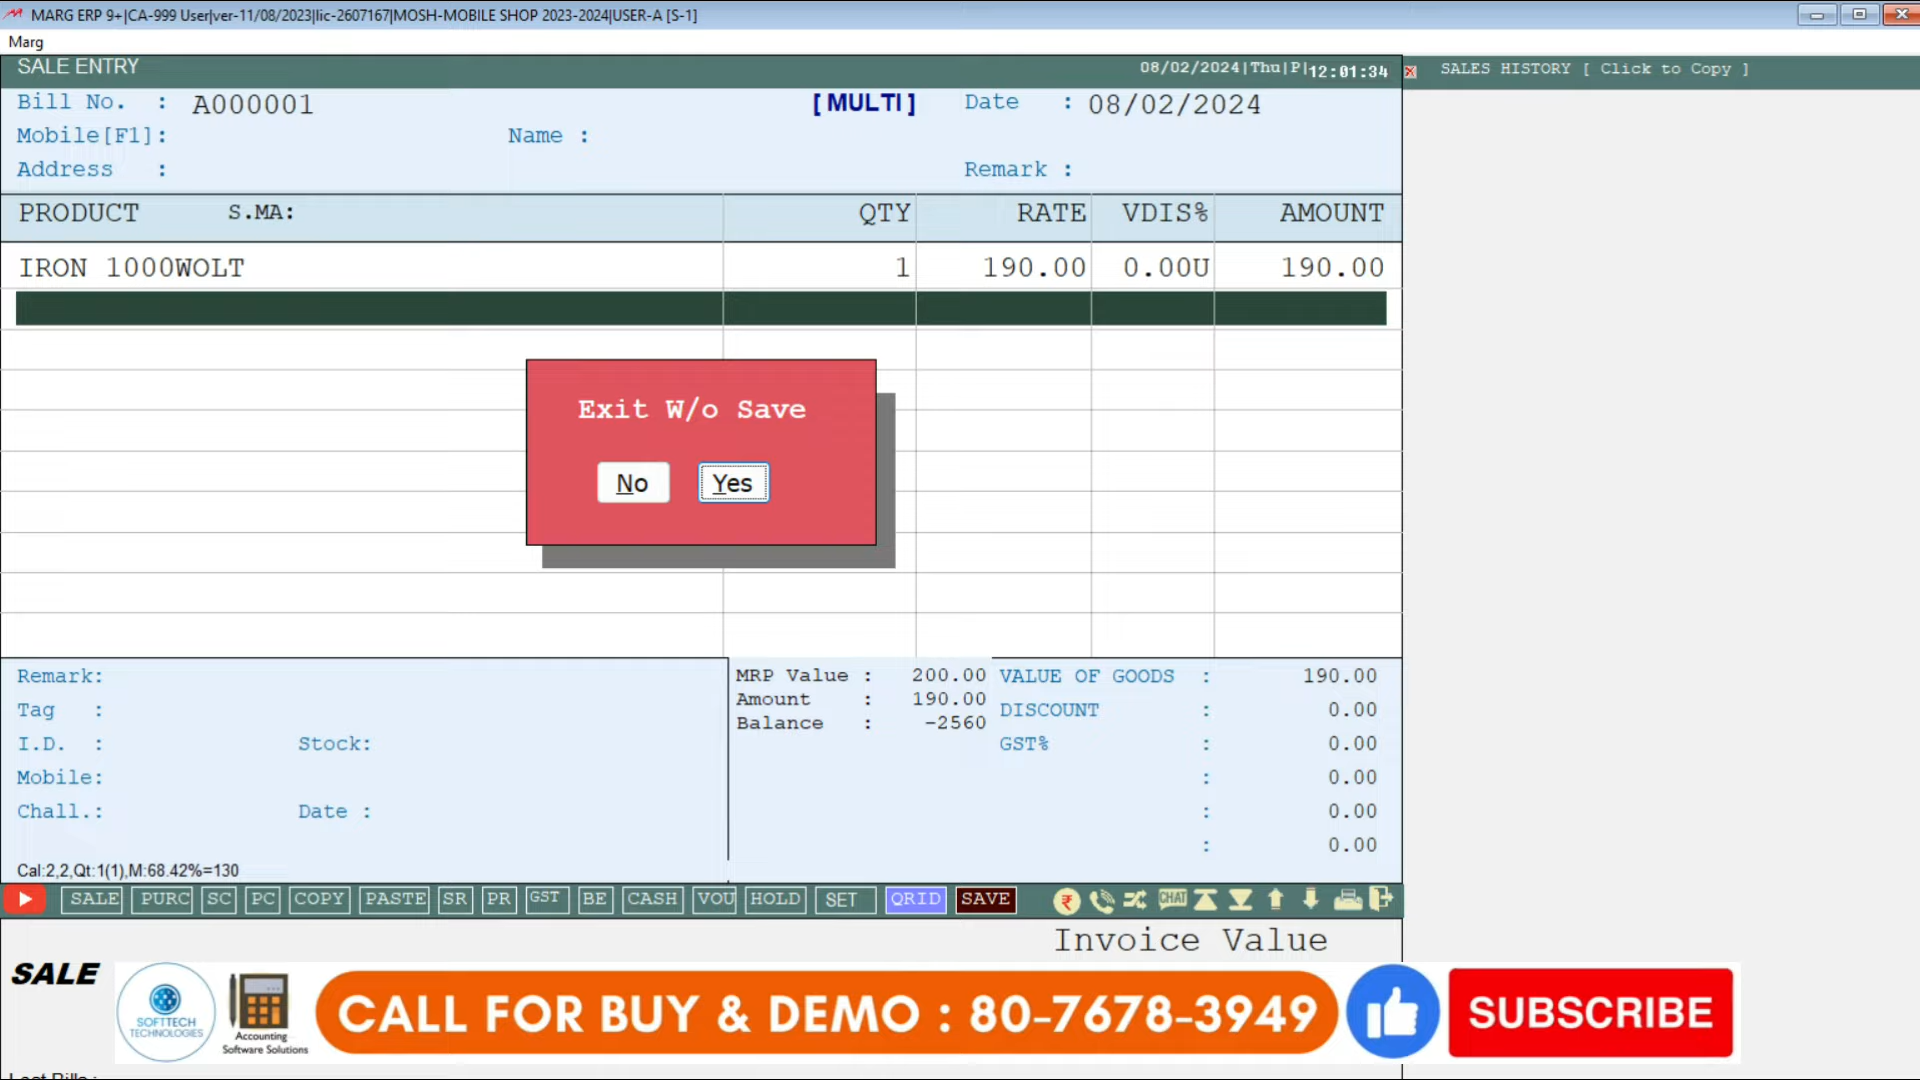 MARG ERP 9+|CA-999 User|ver-11/08/2023|lic-2607167|MOSH-MOBILE SHOP 2023-2024|USER-A [S-1]
Marg
SALE ENTRY 08/02/2024|Thu|P|12:01:34 SALES HISTORY [ Click to Copy ]
Bill No. : A000001 [MULTI] Date : 08/02/2024
Mobile[F1]: Name :
Address : Remark :
PRODUCT S.MA: QTY RATE VDIS% AMOUNT
IRON 1000WOLT 1 190.00 0.00U 190.00
Exit W/o Save
No Yes
Remark: MRP Value : 200.00 VALUE OF GOODS : 190.00
Amount : 190.00
Tag : DISCOUNT : 0.00
Balance : -2560
I.D. : Stock: GST% : 0.00
Mobile: : 0.00
Chall.: Date : : 0.00
: 0.00
Cal:2,2,Qt:1(1),M:68.42%=130
SALE PURC SC PC COPY PASTE SR PR GST BE CASH VOU HOLD SET QRID SAVE CHAT
Invoice Value
SALE
SOFTTECH
TECHNOLOGIES
Accounting
Software Solutions
CALL FOR BUY & DEMO : 80-7678-3949
SUBSCRIBE
Last Bills :